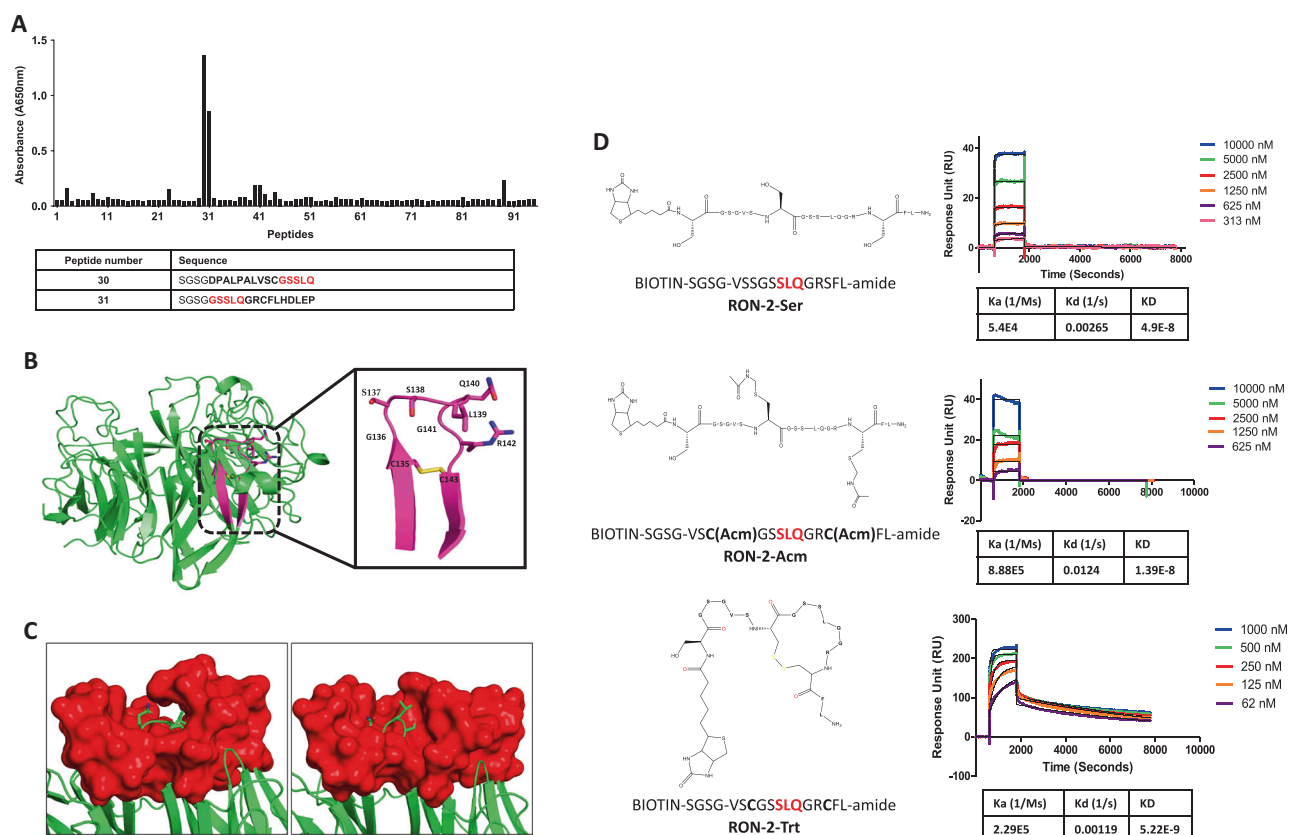 A
Absorbance (A650nm)
1.5
1.0
0.5
0.0
1 11 21 31 41 51 61 71 81 91
Peptides
Peptide number Sequence
30 SGSGDPALPALVSCGSSLQ
31 SGSGGSSLQGRCFLHDLEP
B
S137
S138
Q140
L139
G141
G136
R142
C135
C143
C
D
BIOTIN-SGSG-VSSGSSLQGRSFL-amide
RON-2-Ser
Response Unit (RU)
40
20
0
0 2000 4000 6000 8000
Time (Seconds)
10000 nM
5000 nM
2500 nM
1250 nM
625 nM
313 nM
Ka (1/Ms) Kd (1/s) KD
5.4E4 0.00265 4.9E-8
BIOTIN-SGSG-VSC(Acm)GSSLQGRC(Acm)FL-amide
RON-2-Acm
Response Unit (RU)
60
40
20
0
-20
2000 4000 6000 8000 10000
Time (Seconds)
10000 nM
5000 nM
2500 nM
1250 nM
625 nM
Ka (1/Ms) Kd (1/s) KD
8.88E5 0.0124 1.39E-8
BIOTIN-SGSG-VSCGSSLQGRCFL-amide
RON-2-Trt
Response Unit (RU)
300
200
100
0
-100
2000 4000 6000 8000 10000
Time (Seconds)
1000 nM
500 nM
250 nM
125 nM
62 nM
Ka (1/Ms) Kd (1/s) KD
2.29E5 0.00119 5.22E-9